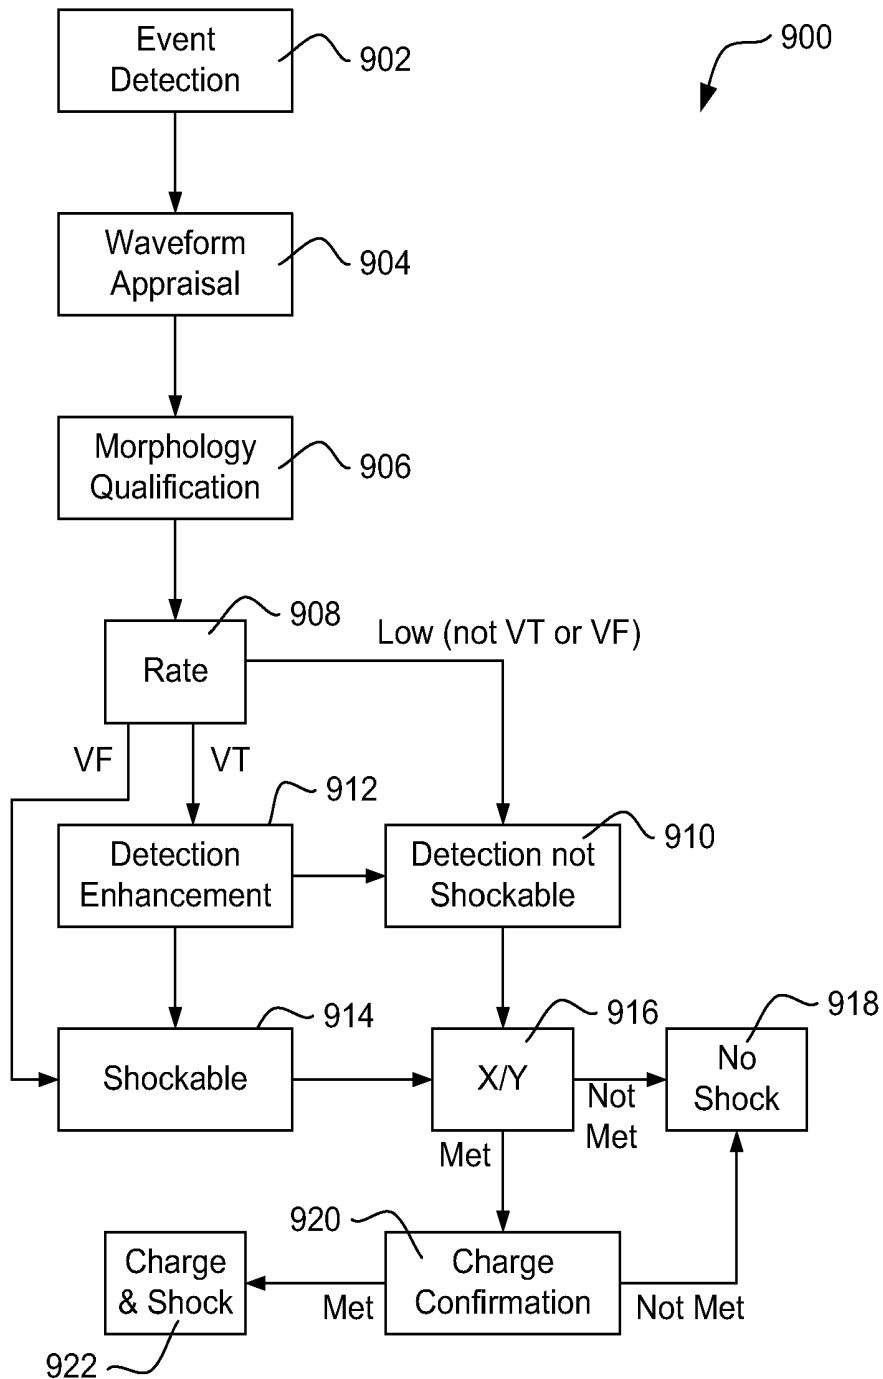 Event
Detection
902
900
Waveform
Appraisal
904
Morphology
Qualification
906
908
Low (not VT or VF)
Rate
VF
VT
912
910
Detection
Enhancement
Detection not
Shockable
914
916
918
Shockable
X/Y
No
Shock
Not
Met
Met
920
Charge
& Shock
Charge
Confirmation
Met
Not Met
922